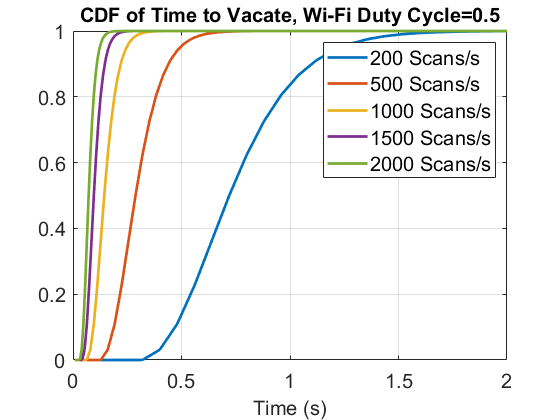 CDF of Time to Vacate, Wi-Fi Duty Cycle=0.5
1
0.8
0.6
0.4
0.2
0
200 Scans/s
500 Scans/s
1000 Scans/s
1500 Scans/s
2000 Scans/s
0 0.5 1 1.5 2
Time (s)